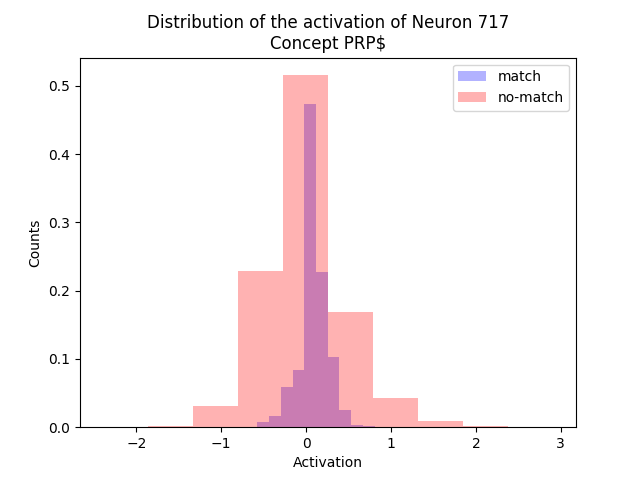 Distribution of the activation of Neuron 717
Concept PRP$
match
no-match
Counts
0.5
0.4
0.3
0.2
0.1
0.0
−2
−1
0
1
2
3
Activation